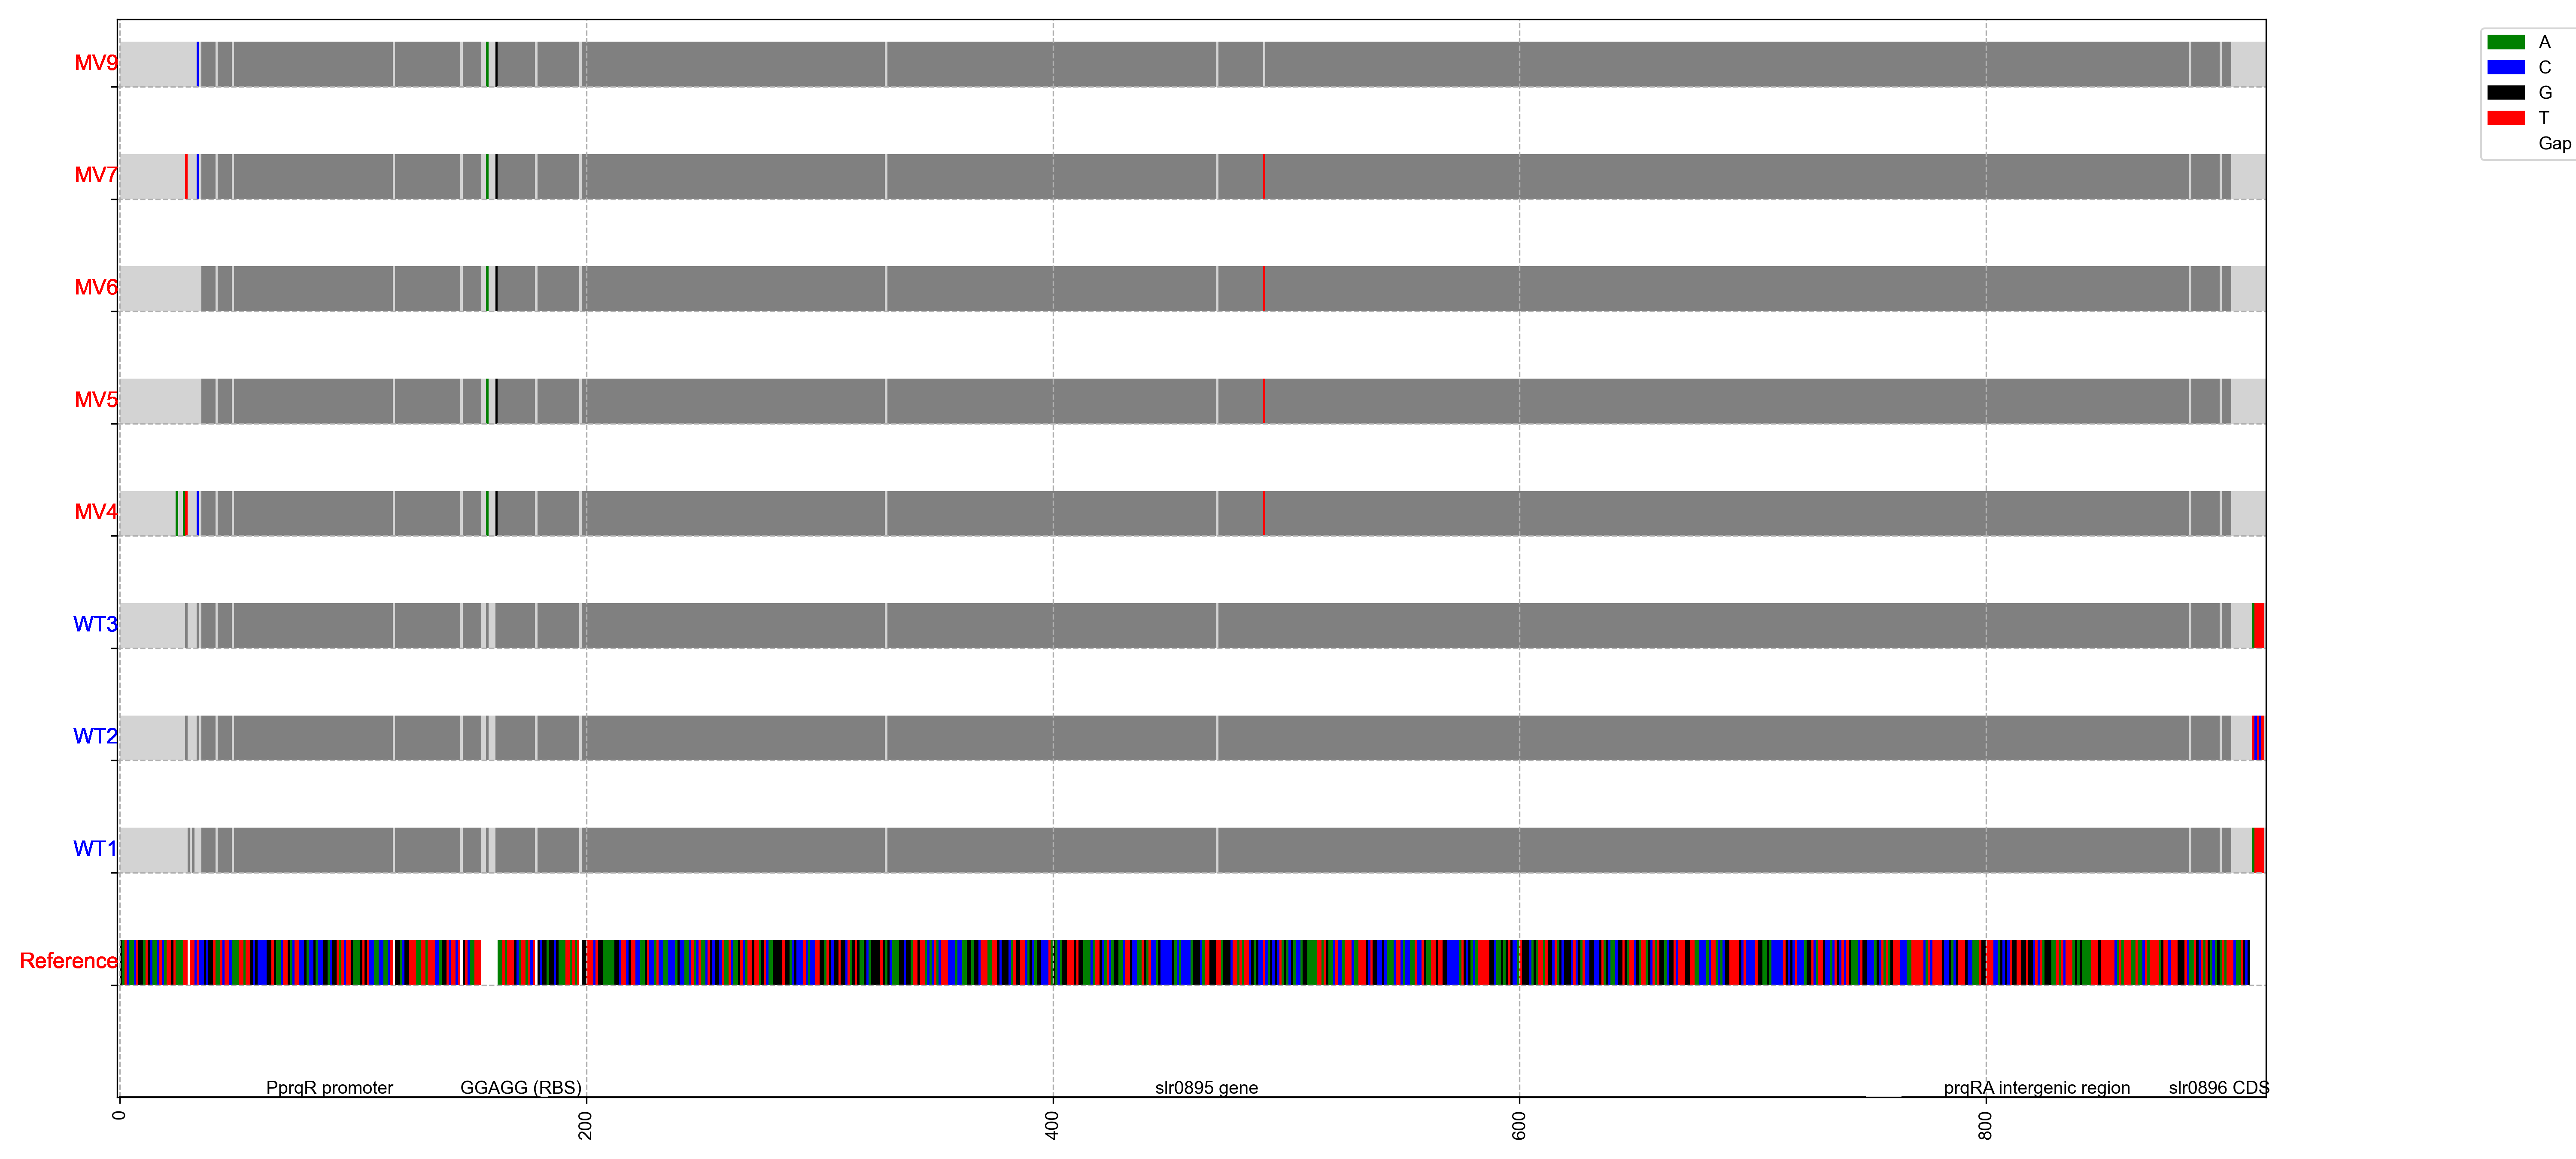 MV9
MV7
MV6
MV5
MV4
WT3
WT2
WT1
Reference
PprqR promoter
GGAGG (RBS)
slr0895 gene
prqRA intergenic region
slr0896 CDS
0
200
400
600
800
A
C
G
T
Gap